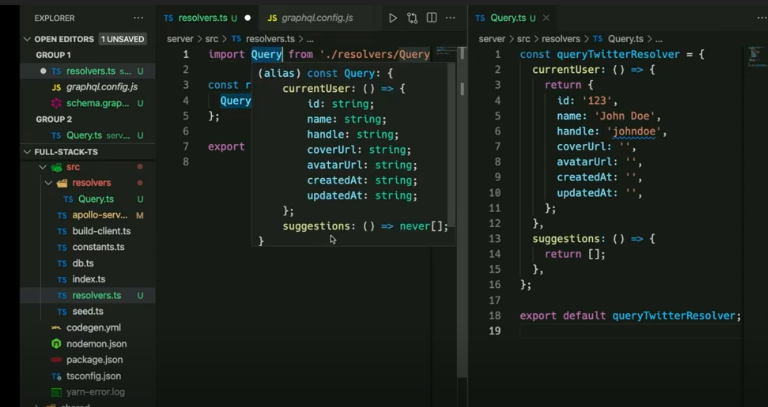 EXPLORER
OPEN EDITORS 1 UNSAVED
GROUP 1
TS resolvers.ts s... U
JS graphql.config.js
schema.grap... U
GROUP 2
TS Query.ts serv... U
FULL-STACK-TS
src
resolvers
TS Query.ts U
TS apollo-serv... M
TS build-client.ts
TS constants.ts
TS db.ts
TS index.ts
TS resolvers.ts U
TS seed.ts
codegen.yml
nodemon.json
package.json
tsconfig.json
yarn-error.log
TS resolvers.ts U
JS graphql.config.js
server > src > TS resolvers.ts > ...
1 import Query from './resolvers/Query
2
3 const r
4 Query
5 };
6
7 export
8
(alias) const Query: {
currentUser: () => {
id: string;
name: string;
handle: string;
coverUrl: string;
avatarUrl: string;
createdAt: string;
updatedAt: string;
};
suggestions: () => never[];
}
TS Query.ts U
server > src > resolvers > TS Query.ts > ...
1 const queryTwitterResolver = {
2 currentUser: () => {
3 return {
4 id: '123',
5 name: 'John Doe',
6 handle: 'johndoe',
7 coverUrl: '',
8 avatarUrl: '',
9 createdAt: '',
10 updatedAt: '',
11 };
12 },
13 suggestions: () => {
14 return [];
15 },
16 };
17
18 export default queryTwitterResolver;
19